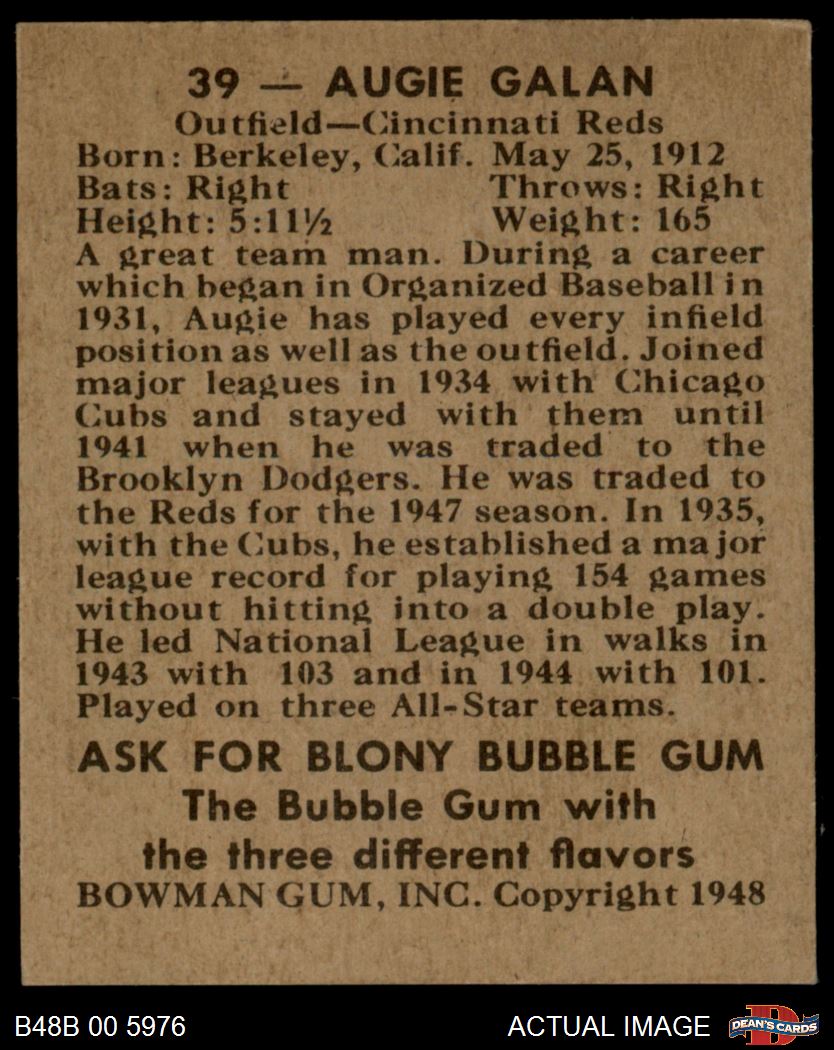 39 — AUGIE GALAN
Outfield—Cincinnati Reds
Born: Berkeley, Calif. May 25, 1912
Bats: Right Throws: Right
Height: 5:11½ Weight: 165
A great team man. During a career
which began in Organized Baseball in
1931, Augie has played every infield
position as well as the outfield. Joined
major leagues in 1934 with Chicago
Cubs and stayed with them until
1941 when he was traded to the
Brooklyn Dodgers. He was traded to
the Reds for the 1947 season. In 1935,
with the Cubs, he established a major
league record for playing 154 games
without hitting into a double play.
He led National League in walks in
1943 with 103 and in 1944 with 101.
Played on three All-Star teams.
ASK FOR BLONY BUBBLE GUM
The Bubble Gum with
the three different flavors
BOWMAN GUM, INC. Copyright 1948
B48B 00 5976 ACTUAL IMAGE DEAN'S CARDS